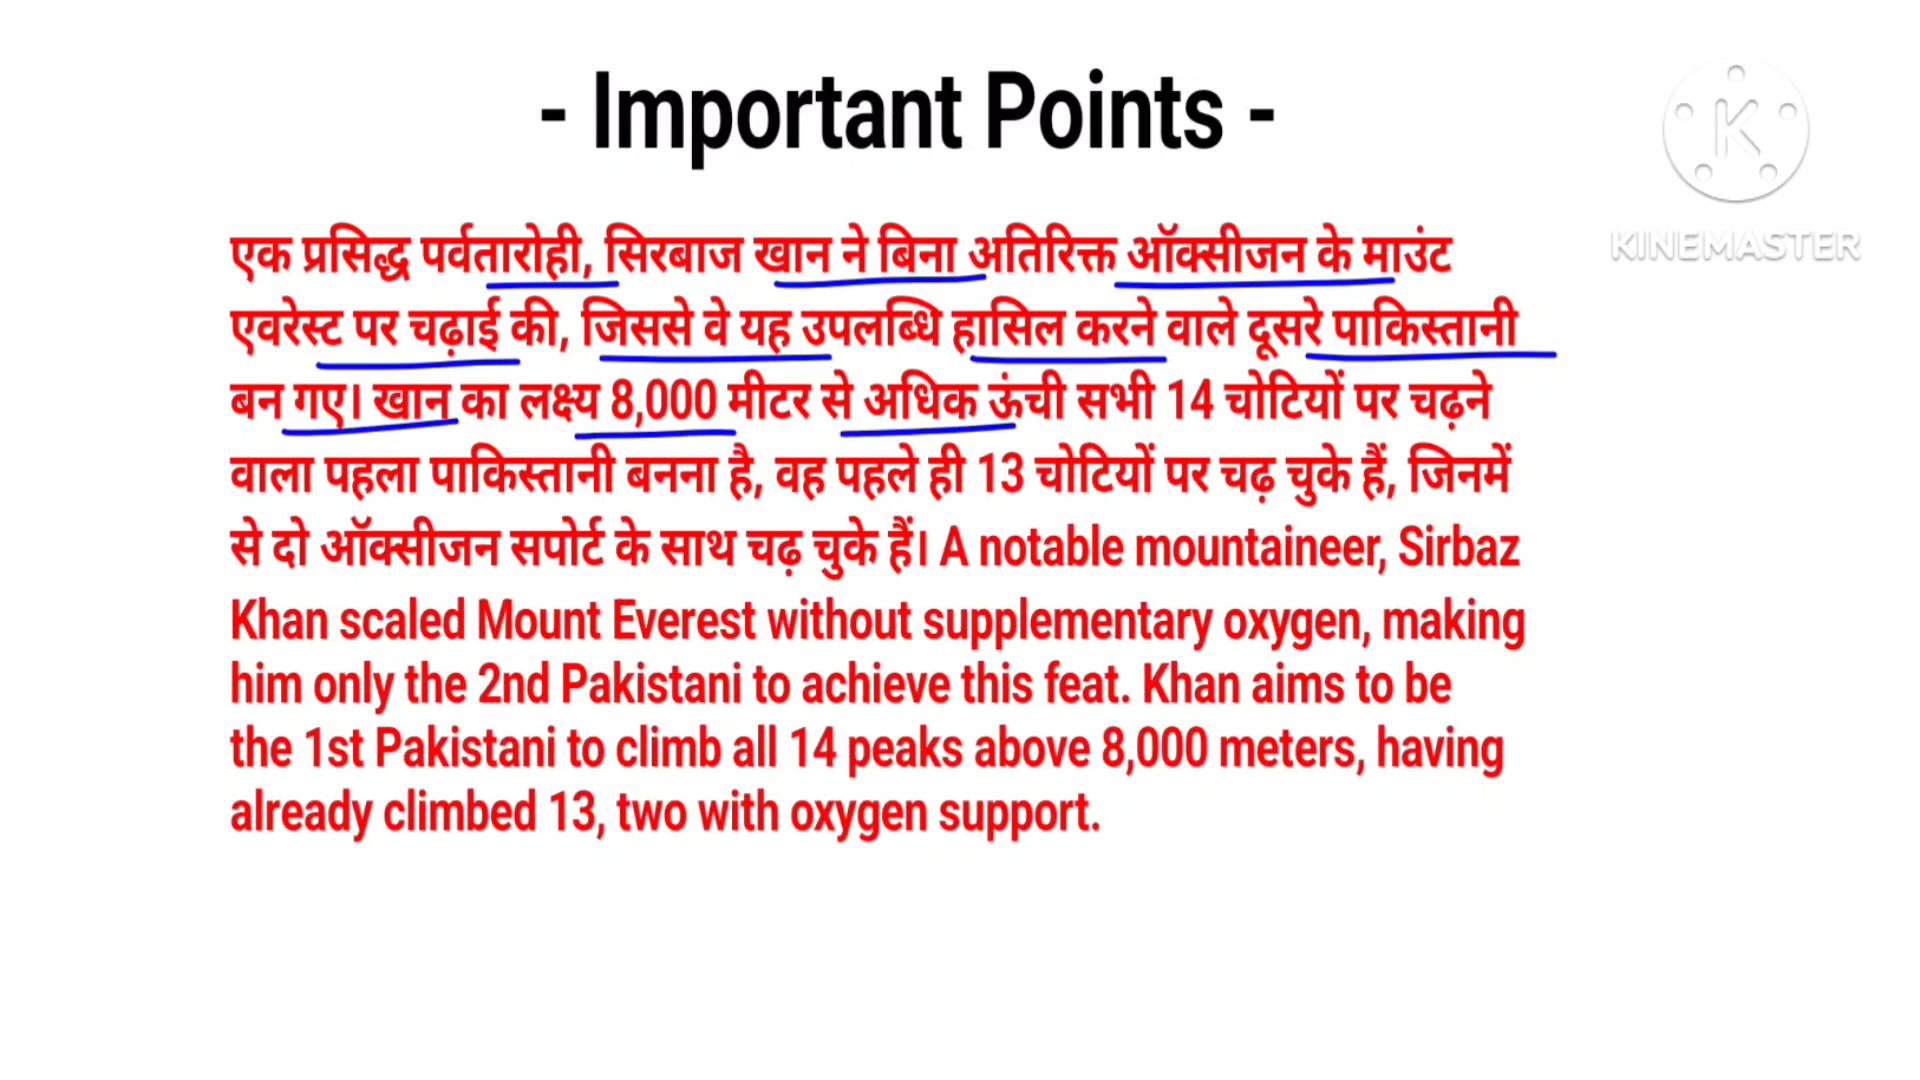 - Important Points -
K
KINEMASTER
एक प्रसिद्ध पर्वतारोही, सिरबाज खान ने बिना अतिरिक्त ऑक्सीजन के माउंट
एवरेस्ट पर चढ़ाई की, जिससे वे यह उपलब्धि हासिल करने वाले दूसरे पाकिस्तानी
बन गए। खान का लक्ष्य 8,000 मीटर से अधिक ऊंची सभी 14 चोटियों पर चढ़ने
वाला पहला पाकिस्तानी बनना है, वह पहले ही 13 चोटियों पर चढ़ चुके हैं, जिनमें
से दो ऑक्सीजन सपोर्ट के साथ चढ़ चुके हैं। A notable mountaineer, Sirbaz
Khan scaled Mount Everest without supplementary oxygen, making
him only the 2nd Pakistani to achieve this feat. Khan aims to be
the 1st Pakistani to climb all 14 peaks above 8,000 meters, having
already climbed 13, two with oxygen support.